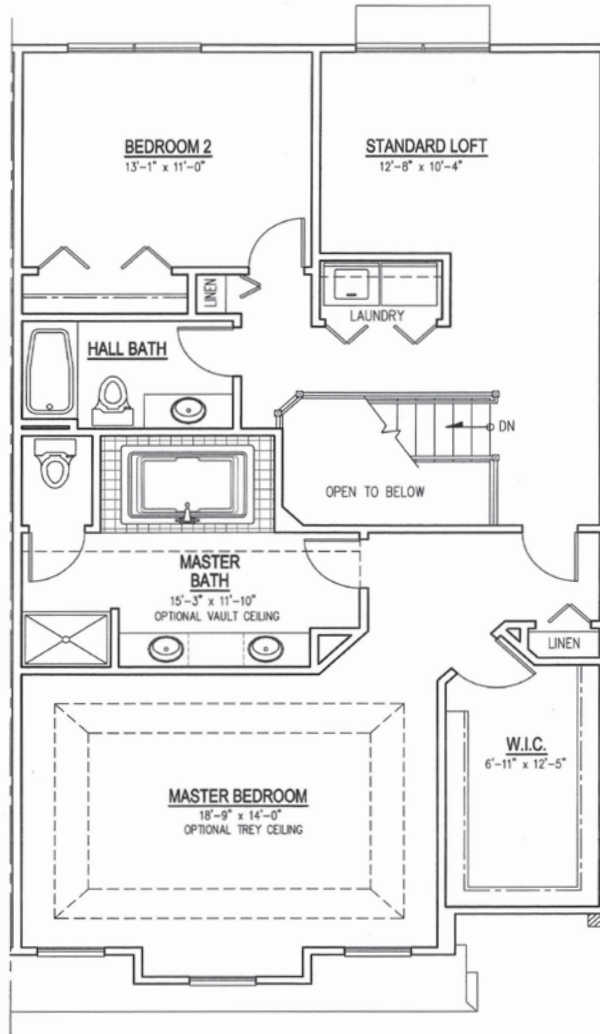 BEDROOM 2
13'-1" x 11'-0"
STANDARD LOFT
12'-8" x 10'-4"
LINEN
LAUNDRY
HALL BATH
DN
OPEN TO BELOW
MASTER
BATH
15'-3" x 11'-10"
OPTIONAL VAULT CEILING
LINEN
W.I.C.
6'-11" x 12'-5"
MASTER BEDROOM
18'-9" x 14'-0"
OPTIONAL TREY CEILING